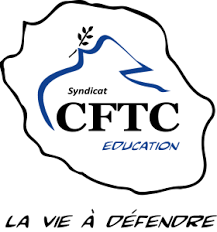 Syndicat
CFTC
EDUCATION
LA VIE À DÉFENDRE